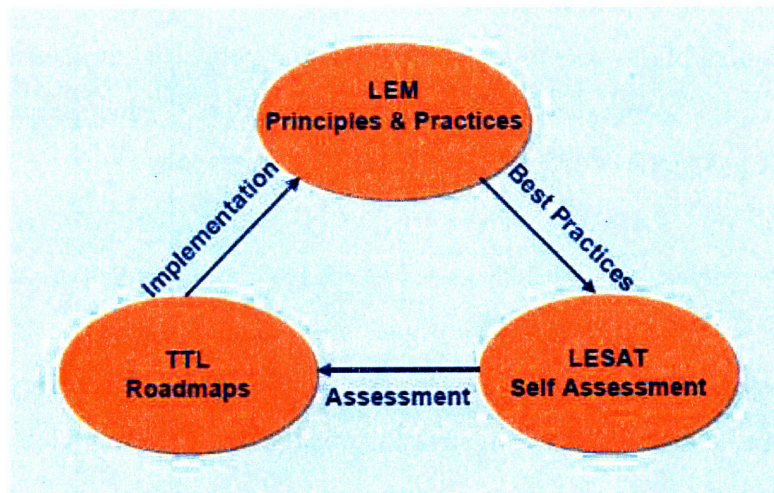 LEM
Principles & Practices
Implementation
Best Practices
TTL
Roadmaps
Assessment
LESAT
Self Assessment